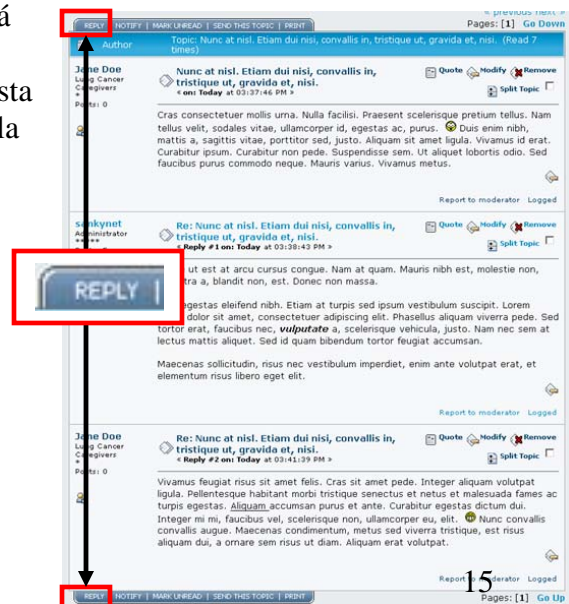 á
sta
la
« previous next »
REPLY | NOTIFY | MARK UNREAD | SEND THIS TOPIC | PRINT
Pages: [1] Go Down
Author
Topic: Nunc at nisl. Etiam dui nisi, convallis in, tristique ut, gravida et, nisi. (Read 7
times)
Jane Doe
Lung Cancer
Caregivers
Posts: 0
Nunc at nisl. Etiam dui nisi, convallis in,
tristique ut, gravida et, nisi.
« on: Today at 03:37:46 PM »
Quote Modify Remove
Split Topic
Cras consectetuer mollis urna. Nulla facilisi. Praesent scelerisque pretium tellus. Nam
tellus velit, sodales vitae, ullamcorper id, egestas ac, purus. Duis enim nibh,
mattis a, sagittis vitae, porttitor sed, justo. Aliquam sit amet ligula. Vivamus id erat.
Curabitur ipsum. Curabitur non pede. Suspendisse sem. Ut aliquet lobortis odio. Sed
faucibus purus commodo neque. Mauris varius. Vivamus metus.
Report to moderator Logged
Administrator
*****
Re: Nunc at nisl. Etiam dui nisi, convallis in,
tristique ut, gravida et, nisi.
« Reply #1 on: Today at 03:38:43 PM »
Quote Modify Remove
Split Topic
REPLY |
ut est at arcu cursus congue. Nam at quam. Mauris nibh est, molestie non,
tra a, blandit non, est. Donec non massa.
egestas eleifend nibh. Etiam at turpis sed ipsum vestibulum suscipit. Lorem
dolor sit amet, consectetuer adipiscing elit. Phasellus aliquam viverra pede. Sed
tortor erat, faucibus nec, vulputate a, scelerisque vehicula, justo. Nam nec sem at
lectus mattis aliquet. Sed id quam bibendum tortor feugiat accumsan.
Maecenas sollicitudin, risus nec vestibulum imperdiet, enim ante volutpat erat, et
elementum risus libero eget elit.
Report to moderator Logged
Jane Doe
Lung Cancer
Caregivers
Posts: 0
Re: Nunc at nisl. Etiam dui nisi, convallis in,
tristique ut, gravida et, nisi.
« Reply #2 on: Today at 03:41:39 PM »
Quote Modify Remove
Split Topic
Vivamus feugiat risus sit amet felis. Cras sit amet pede. Integer aliquam volutpat
ligula. Pellentesque habitant morbi tristique senectus et netus et malesuada fames ac
turpis egestas. Aliquam accumsan purus et ante. Curabitur egestas dictum dui.
Integer mi mi, faucibus vel, scelerisque non, ullamcorper eu, elit. Nunc convallis
convallis augue. Maecenas condimentum, metus sed viverra tristique, est risus
aliquam dui, a ornare sem risus ut diam. Aliquam erat volutpat.
Report to moderator Logged
15
REPLY | NOTIFY | MARK UNREAD | SEND THIS TOPIC | PRINT
Pages: [1] Go Up